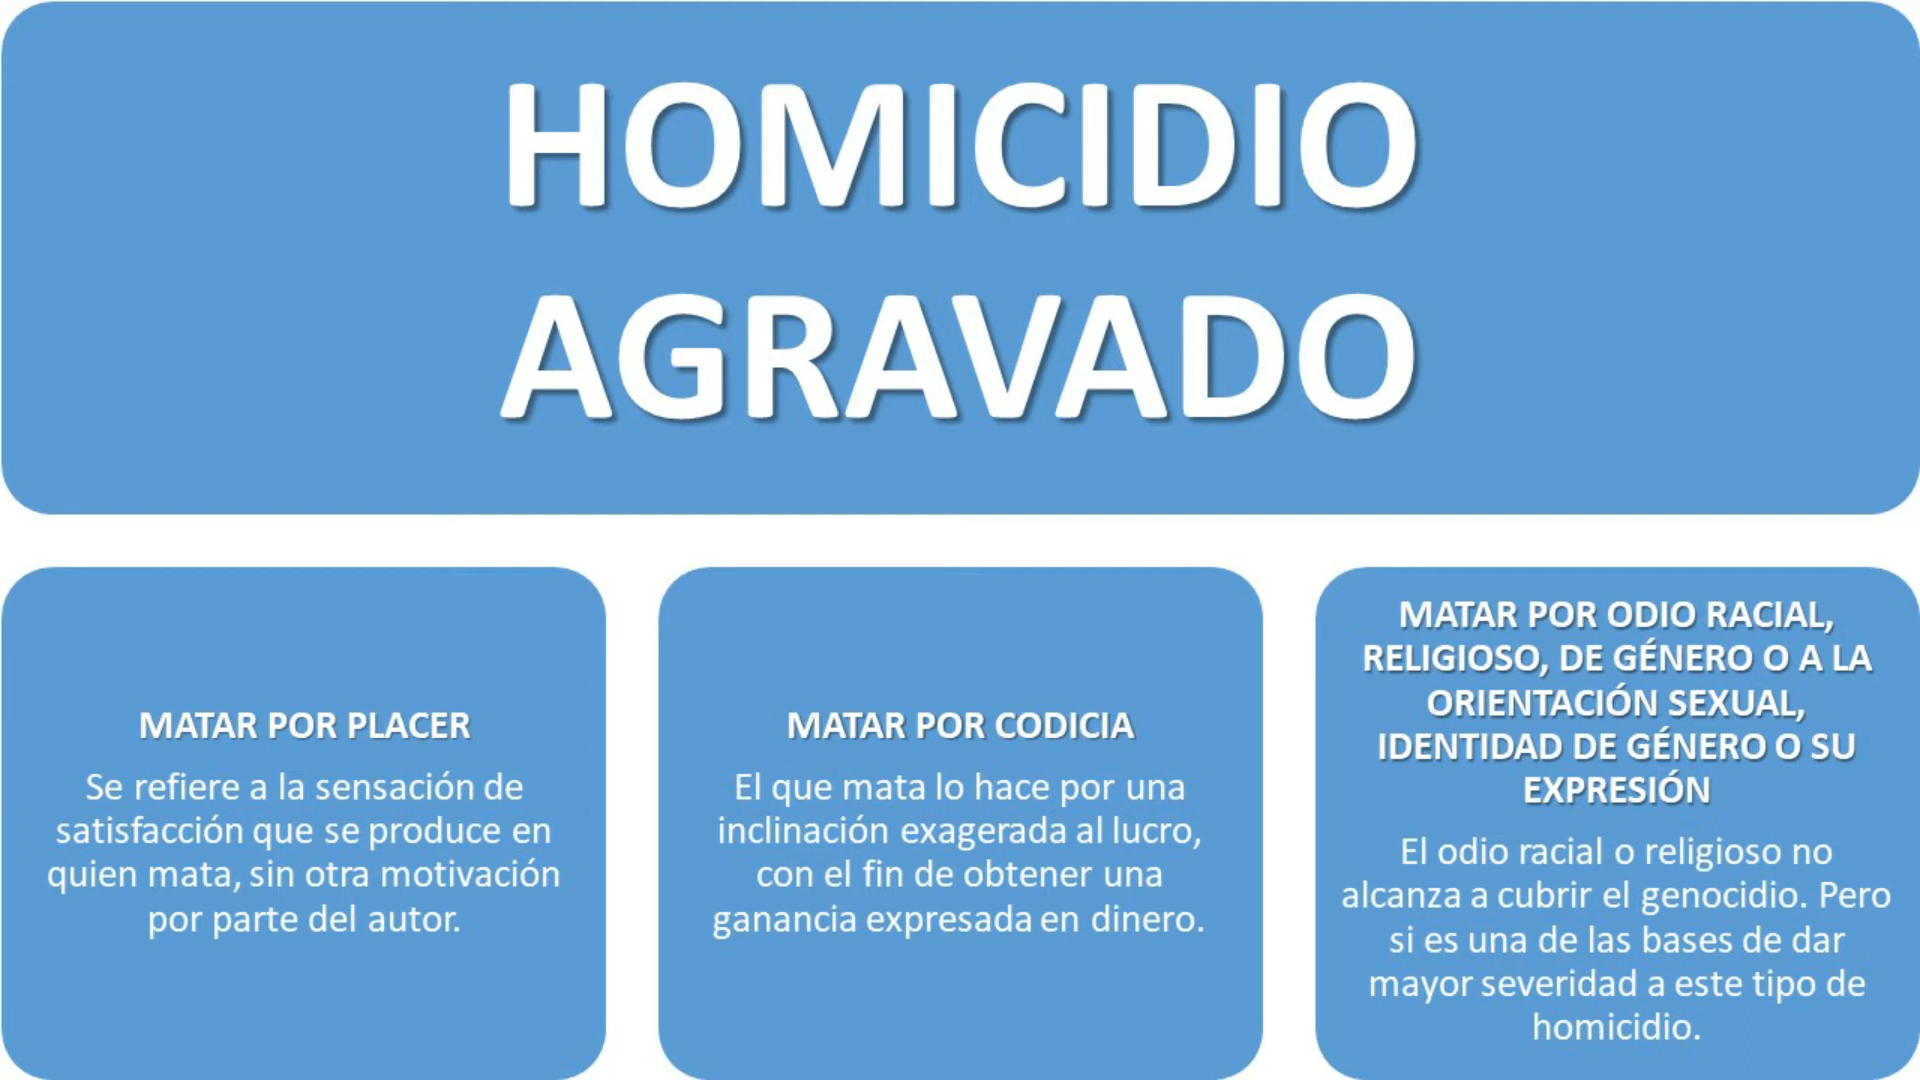 HOMICIDIO
AGRAVADO
MATAR POR PLACER
Se refiere a la sensación de
satisfacción que se produce en
quien mata, sin otra motivación
por parte del autor.
MATAR POR CODICIA
El que mata lo hace por una
inclinación exagerada al lucro,
con el fin de obtener una
ganancia expresada en dinero.
MATAR POR ODIO RACIAL,
RELIGIOSO, DE GÉNERO O A LA
ORIENTACIÓN SEXUAL,
IDENTIDAD DE GÉNERO O SU
EXPRESIÓN
El odio racial o religioso no
alcanza a cubrir el genocidio. Pero
si es una de las bases de dar
mayor severidad a este tipo de
homicidio.